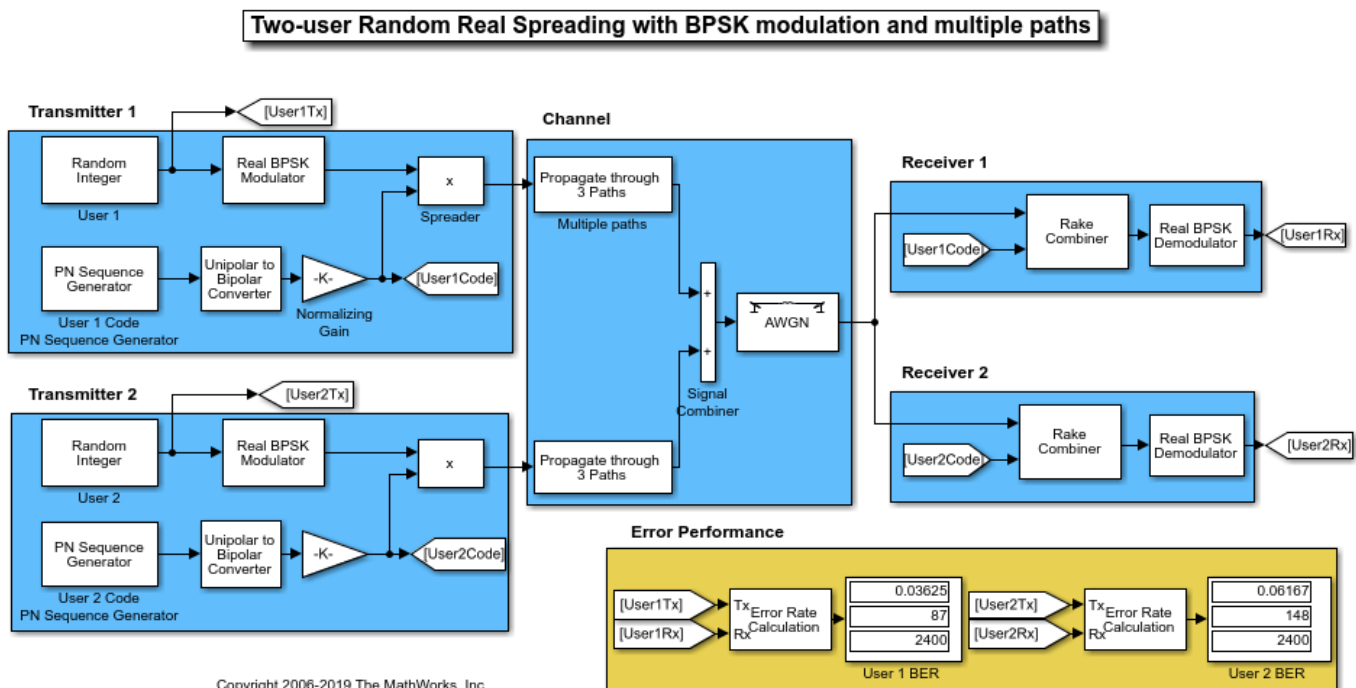 Two-user Random Real Spreading with BPSK modulation and multiple paths
Transmitter 1
[User1Tx]
Random
Integer
User 1
Real BPSK
Modulator
x
Spreader
PN Sequence
Generator
User 1 Code
PN Sequence Generator
Unipolar to
Bipolar
Converter
-K-
Normalizing
Gain
[User1Code]
Transmitter 2
[User2Tx]
Random
Integer
User 2
Real BPSK
Modulator
x
PN Sequence
Generator
User 2 Code
PN Sequence Generator
Unipolar to
Bipolar
Converter
-K-
[User2Code]
Channel
Propagate through
3 Paths
Multiple paths
+
+
Signal
Combiner
AWGN
Propagate through
3 Paths
Receiver 1
[User1Code]
Rake
Combiner
Real BPSK
Demodulator
[User1Rx]
Receiver 2
[User2Code]
Rake
Combiner
Real BPSK
Demodulator
[User2Rx]
Error Performance
[User1Tx]
[User1Rx]
Tx
Rx
Error Rate
Calculation
0.03625
87
2400
User 1 BER
[User2Tx]
[User2Rx]
Tx
Rx
Error Rate
Calculation
0.06167
148
2400
User 2 BER
Copyright 2006-2019 The MathWorks, Inc.